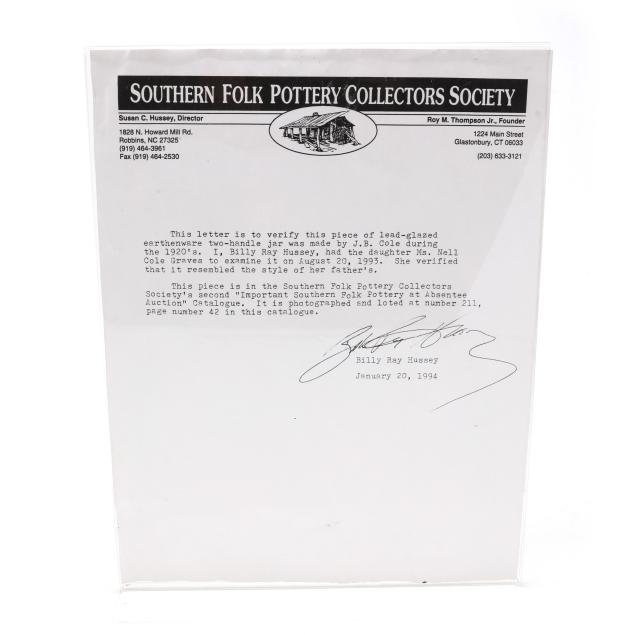 SOUTHERN FOLK POTTERY COLLECTORS SOCIETY
Susan C. Hussey, Director
1828 N. Howard Mill Rd.
Robbins, NC 27325
(919) 464-3961
Fax (919) 464-2530
Roy M. Thompson Jr., Founder
1224 Main Street
Glastonbury, CT 06033
(203) 633-3121
This letter is to verify this piece of lead-glazed
earthenware two-handle jar was made by J.B. Cole during
the 1920's. I, Billy Ray Hussey, had the daughter Ms. Nell
Cole Graves to examine it on August 20, 1993. She verified
that it resembled the style of her father's.
This piece is in the Southern Folk Pottery Collectors
Society's second "Important Southern Folk Pottery at Absentee
Auction" Catalogue. It is photographed and loted at number 211,
page number 42 in this catalogue.
Billy Ray Hussey
Billy Ray Hussey
January 20, 1994